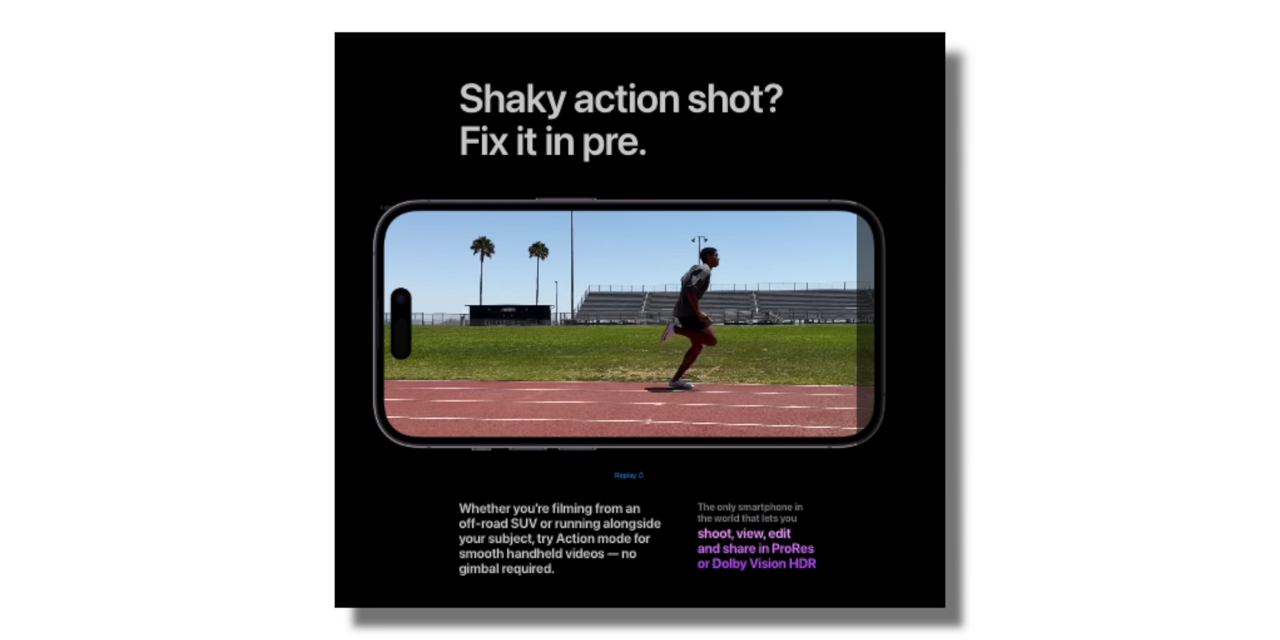 Shaky action shot?
Fix it in pre.
Replay
Whether you're filming from an
off-road SUV or running alongside
your subject, try Action mode for
smooth handheld videos — no
gimbal required.
The only smartphone in
the world that lets you
shoot, view, edit
and share in ProRes
or Dolby Vision HDR